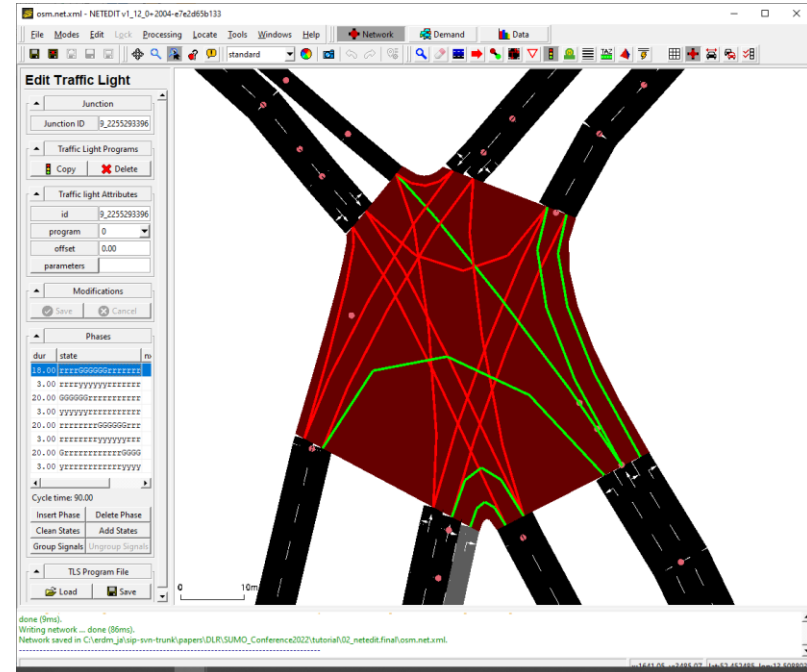 osm.net.xml - NETEDIT v1_12_0+2004-e7e2d65b133
File Modes Edit Lock Processing Locate Tools Windows Help Network Demand Data
standard TAZ
Edit Traffic Light
Junction
Junction ID 9_2255293396
Traffic Light Programs
Copy Delete
Traffic light Attributes
id 9_2255293396
program 0
offset 0.00
parameters
Modifications
Save Cancel
Phases
dur state
18.00 rrrrGGGGGGrrrrrrr
3.00 rrrryyyyyyrrrrrrr
20.00 GGGGGGrrrrrrrrrrr
3.00 yyyyyyrrrrrrrrrrr
20.00 rrrrrrrrGGGGGGrrr
3.00 rrrrrrrryyyyyyrrr
20.00 GrrrrrrrrrrrrGGGG
3.00 yrrrrrrrrrrrryyyy
Cycle time: 90.00
Insert Phase Delete Phase
Clean States Add States
Group Signals Ungroup Signals
TLS Program File
Load Save
0 10m
done (9ms).
Writing network ... done (86ms).
Network saved in C:\erdm_ja\sip-svn-trunk\papers\DLR\SUMO_Conference2022\tutorial\02_netedit.final\osm.net.xml.